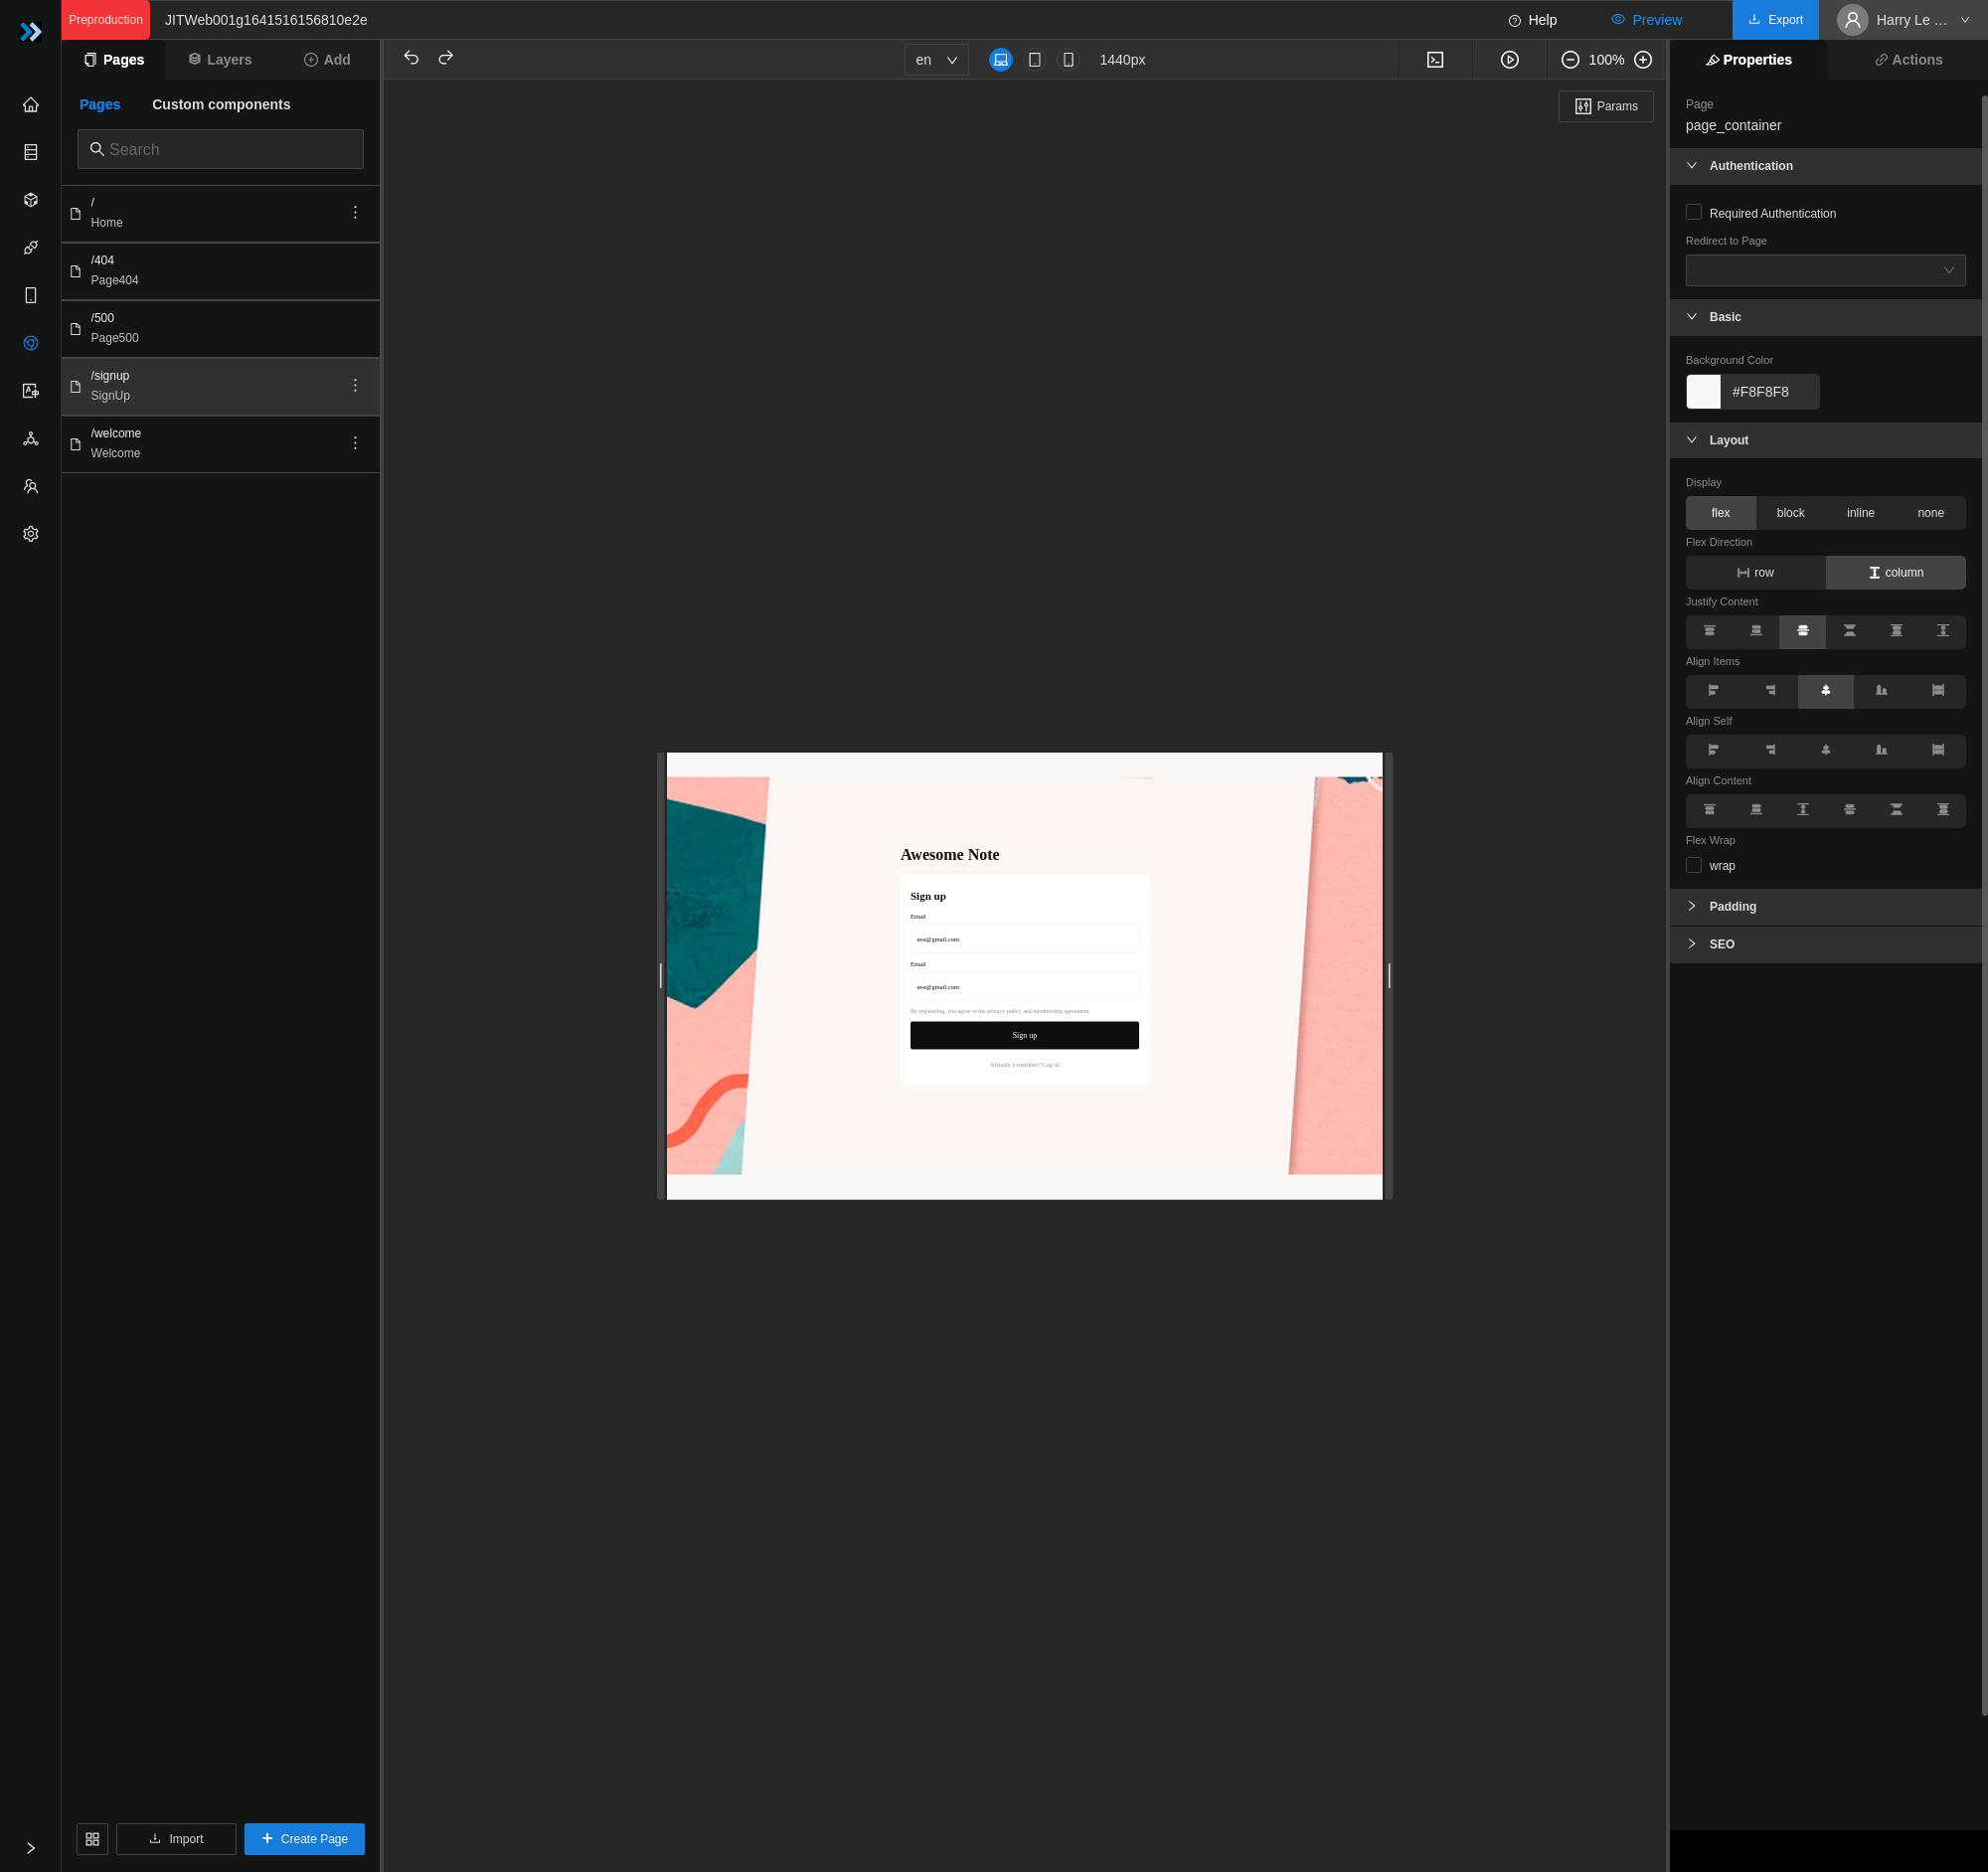 Preproduction
JITWeb001g1641516156810e2e
Help
Preview
Export
Harry Le ...
Pages
Layers
Add
en
1440px
100%
Properties
Actions
Pages
Custom components
Search
/
Home
/404
Page404
/500
Page500
/signup
SignUp
/welcome
Welcome
Import
Create Page
Params
Awesome Note
Sign up
Email
test@gmail.com
Email
test@gmail.com
By registering, you agree to the privacy policy and membership agreement.
Sign up
Already a member? Log in
Page
page_container
Authentication
Required Authentication
Redirect to Page
Basic
Background Color
#F8F8F8
Layout
Display
flex block inline none
Flex Direction
row column
Justify Content
Align Items
Align Self
Align Content
Flex Wrap
wrap
Padding
SEO